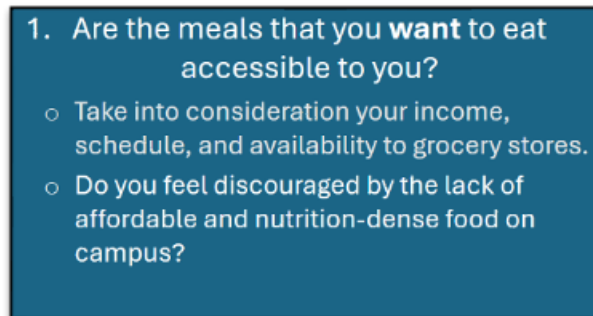 1. Are the meals that you want to eat
accessible to you?
○ Take into consideration your income,
schedule, and availability to grocery stores.
○ Do you feel discouraged by the lack of
affordable and nutrition-dense food on
campus?